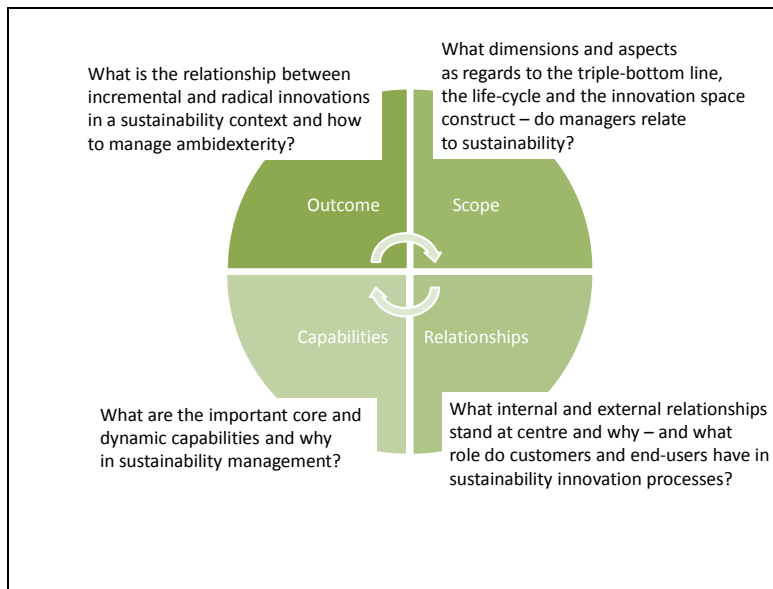 What is the relationship between
incremental and radical innovations
in a sustainability context and how
to manage ambidexterity?
What dimensions and aspects
as regards to the triple-bottom line,
the life-cycle and the innovation space
construct – do managers relate
to sustainability?
Outcome
Scope
Capabilities
Relationships
What are the important core and
dynamic capabilities and why
in sustainability management?
What internal and external relationships
stand at centre and why – and what
role do customers and end-users have in
sustainability innovation processes?